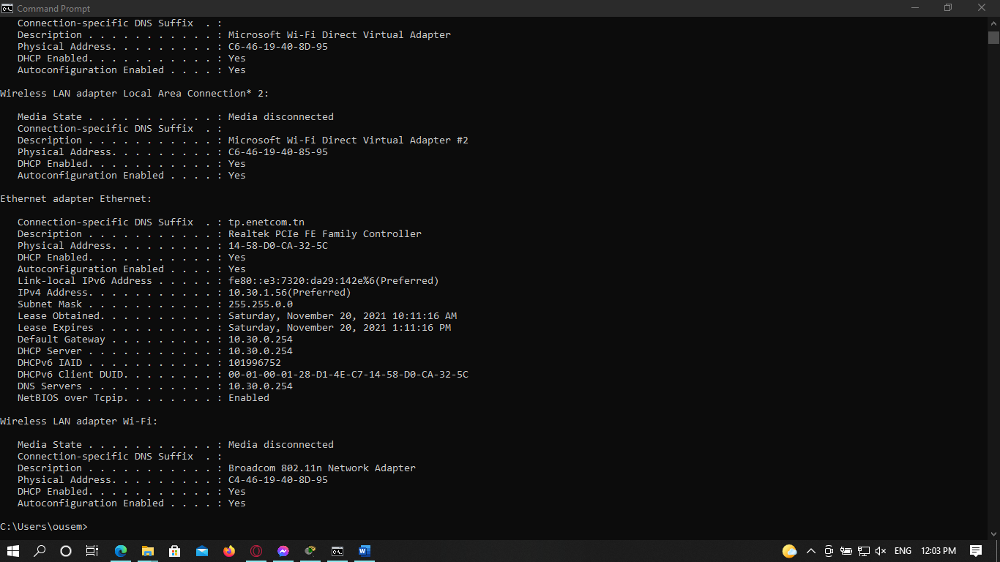 Command Prompt
Connection-specific DNS Suffix  . :
Description . . . . . . . . . . . : Microsoft Wi-Fi Direct Virtual Adapter
Physical Address. . . . . . . . . : C6-46-19-40-8D-95
DHCP Enabled. . . . . . . . . . . : Yes
Autoconfiguration Enabled . . . . : Yes
Wireless LAN adapter Local Area Connection* 2:
Media State . . . . . . . . . . . : Media disconnected
Connection-specific DNS Suffix  . :
Description . . . . . . . . . . . : Microsoft Wi-Fi Direct Virtual Adapter #2
Physical Address. . . . . . . . . : C6-46-19-40-85-95
DHCP Enabled. . . . . . . . . . . : Yes
Autoconfiguration Enabled . . . . : Yes
Ethernet adapter Ethernet:
Connection-specific DNS Suffix  . : tp.enetcom.tn
Description . . . . . . . . . . . : Realtek PCIe FE Family Controller
Physical Address. . . . . . . . . : 14-58-D0-CA-32-5C
DHCP Enabled. . . . . . . . . . . : Yes
Autoconfiguration Enabled . . . . : Yes
Link-local IPv6 Address . . . . . : fe80::e3:7320:da29:142e%6(Preferred)
IPv4 Address. . . . . . . . . . . : 10.30.1.56(Preferred)
Subnet Mask . . . . . . . . . . . : 255.255.0.0
Lease Obtained. . . . . . . . . . : Saturday, November 20, 2021 10:11:16 AM
Lease Expires . . . . . . . . . . : Saturday, November 20, 2021 1:11:16 PM
Default Gateway . . . . . . . . . : 10.30.0.254
DHCP Server . . . . . . . . . . . : 10.30.0.254
DHCPv6 IAID . . . . . . . . . . . : 101996752
DHCPv6 Client DUID. . . . . . . . : 00-01-00-01-28-D1-4E-C7-14-58-D0-CA-32-5C
DNS Servers . . . . . . . . . . . : 10.30.0.254
NetBIOS over Tcpip. . . . . . . . : Enabled
Wireless LAN adapter Wi-Fi:
Media State . . . . . . . . . . . : Media disconnected
Connection-specific DNS Suffix  . :
Description . . . . . . . . . . . : Broadcom 802.11n Network Adapter
Physical Address. . . . . . . . . : C4-46-19-40-8D-95
DHCP Enabled. . . . . . . . . . . : Yes
Autoconfiguration Enabled . . . . : Yes
C:\Users\ousem>
ENG 12:03 PM